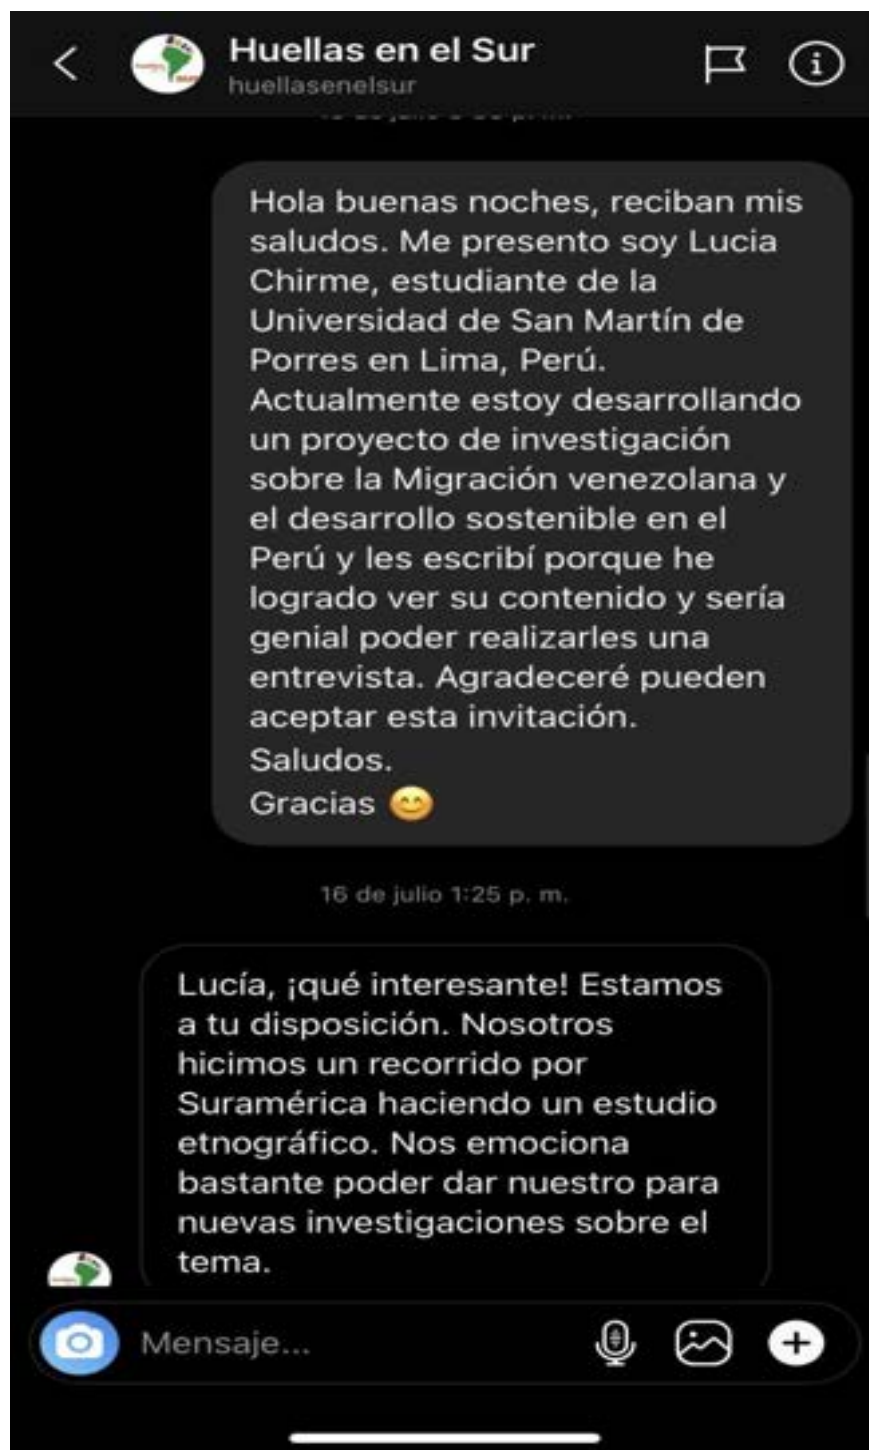 Huellas en el Sur
huellasenelsur
Hola buenas noches, reciban mis
saludos. Me presento soy Lucia
Chirme, estudiante de la
Universidad de San Martín de
Porres en Lima, Perú.
Actualmente estoy desarrollando
un proyecto de investigación
sobre la Migración venezolana y
el desarrollo sostenible en el
Perú y les escribí porque he
logrado ver su contenido y sería
genial poder realizarles una
entrevista. Agradeceré pueden
aceptar esta invitación.
Saludos.
Gracias 😊
16 de julio 1:25 p. m.
Lucía, ¡qué interesante! Estamos
a tu disposición. Nosotros
hicimos un recorrido por
Suramérica haciendo un estudio
etnográfico. Nos emociona
bastante poder dar nuestro para
nuevas investigaciones sobre el
tema.
Mensaje...